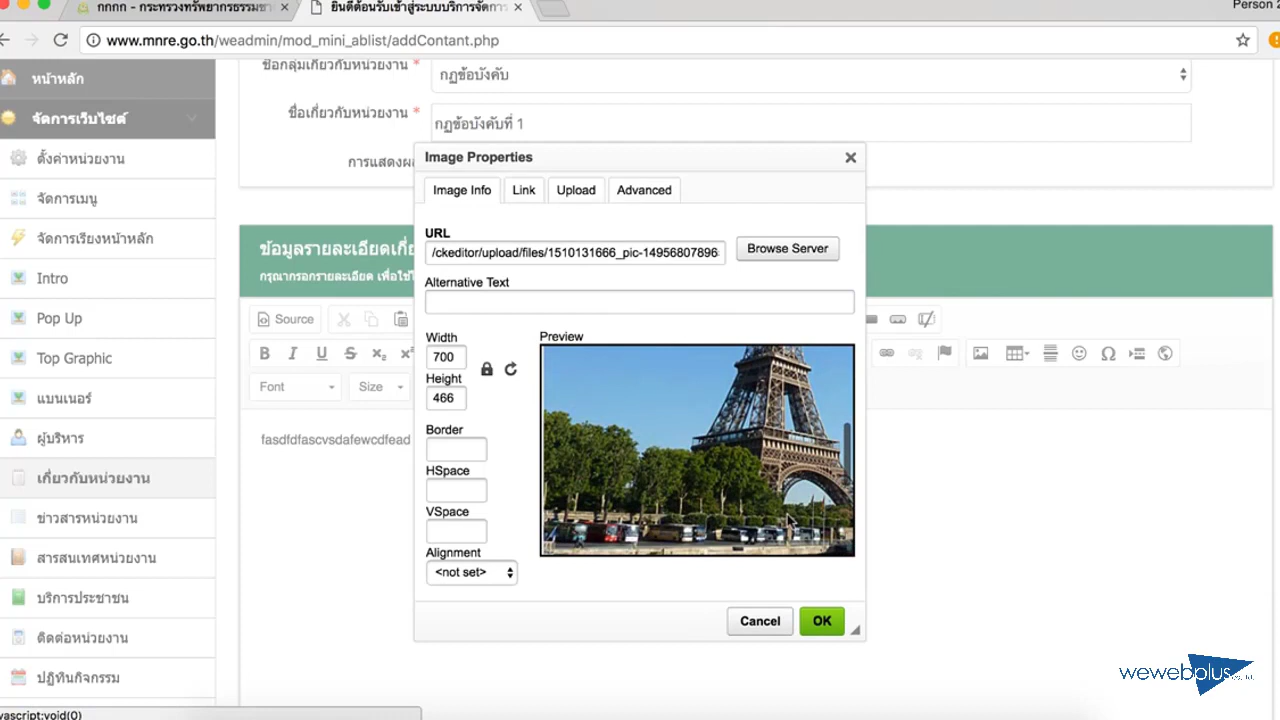 กกกก - กระทรวงทรัพยากรธรรมชา
ยินดีต้อนรับเข้าสู่ระบบบริการจัดการ
Person 2
www.mnre.go.th/weadmin/mod_mini_ablist/addContant.php
หน้าหลัก
จัดการเว็บไซต์
ตั้งค่าหน่วยงาน
จัดการเมนู
จัดการเรียงหน้าหลัก
Intro
Pop Up
Top Graphic
แบนเนอร์
ผู้บริหาร
เกี่ยวกับหน่วยงาน
ข่าวสารหน่วยงาน
สารสนเทศหน่วยงาน
บริการประชาชน
ติดต่อหน่วยงาน
ปฏิทินกิจกรรม
ชื่อกลุ่มเกี่ยวกับหน่วยงาน *
กฎข้อบังคับ
ชื่อเกี่ยวกับหน่วยงาน *
กฎข้อบังคับที่ 1
การแสดงผ
ข้อมูลรายละเอียดเกี่
กรุณากรอกรายละเอียด เพื่อใช้
Source
B I U S x₂ x²
Font
Size
fasdfdfascvsdafewcdfead
Image Properties
Image Info
Link
Upload
Advanced
URL
/ckeditor/upload/files/1510131666_pic-14956807896
Browse Server
Alternative Text
Width
700
Height
466
Border
HSpace
VSpace
Alignment
<not set>
Preview
Cancel
OK
wewebplus
vascript:void(0)